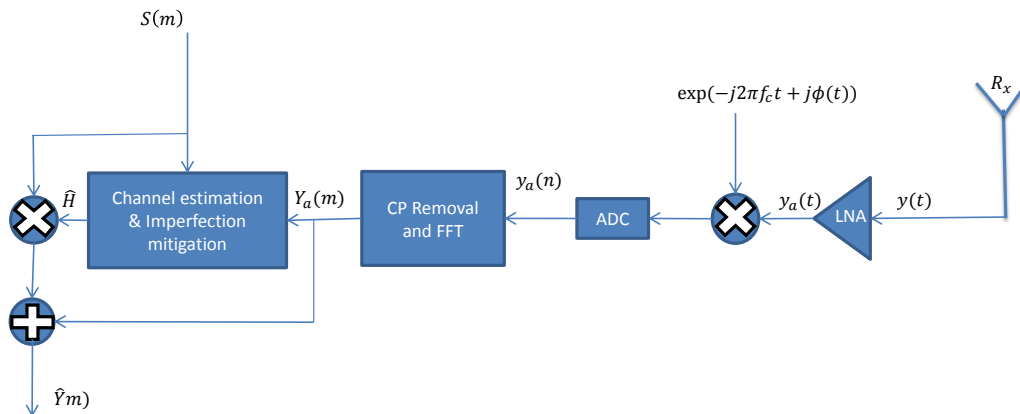 S(m)
exp(−j2πf_c t + jϕ(t))
R_x
Ĥ
Channel estimation
& Imperfection
mitigation
Y_a(m)
CP Removal
and FFT
y_a(n)
ADC
y_a(t)
LNA
y(t)
Ŷm)